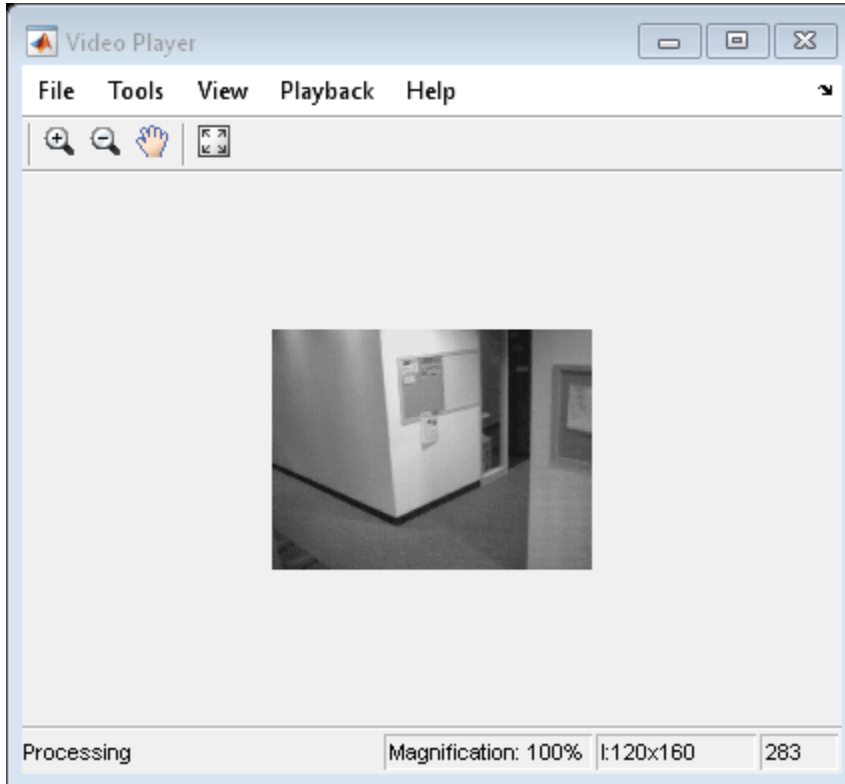 Video Player
File Tools View Playback Help
Processing Magnification: 100% I:120x160 283